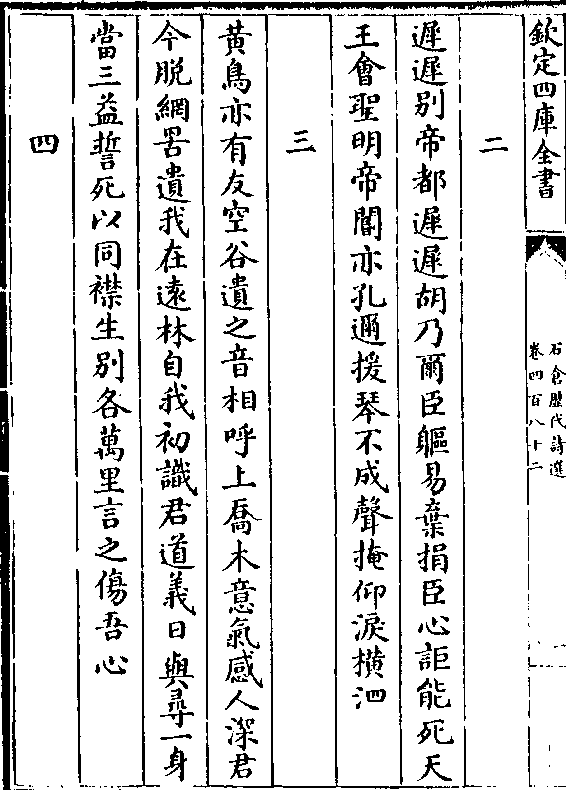 欽定四庫全書
石倉歷代詩選
卷四百八十二
二
遲遲别帝都遲遲胡乃爾臣軀易棄捐臣心詎能死天
王會聖明帝閽亦孔邇援琴不成聲掩仰淚橫泗
三
黄鳥亦有友空谷遺之音相呼上喬木意氣感人深君
今脱網罟遺我在逺林自我初識君道義日與尋一身
當三益誓死以同襟生别各萬里言之傷吾心
四